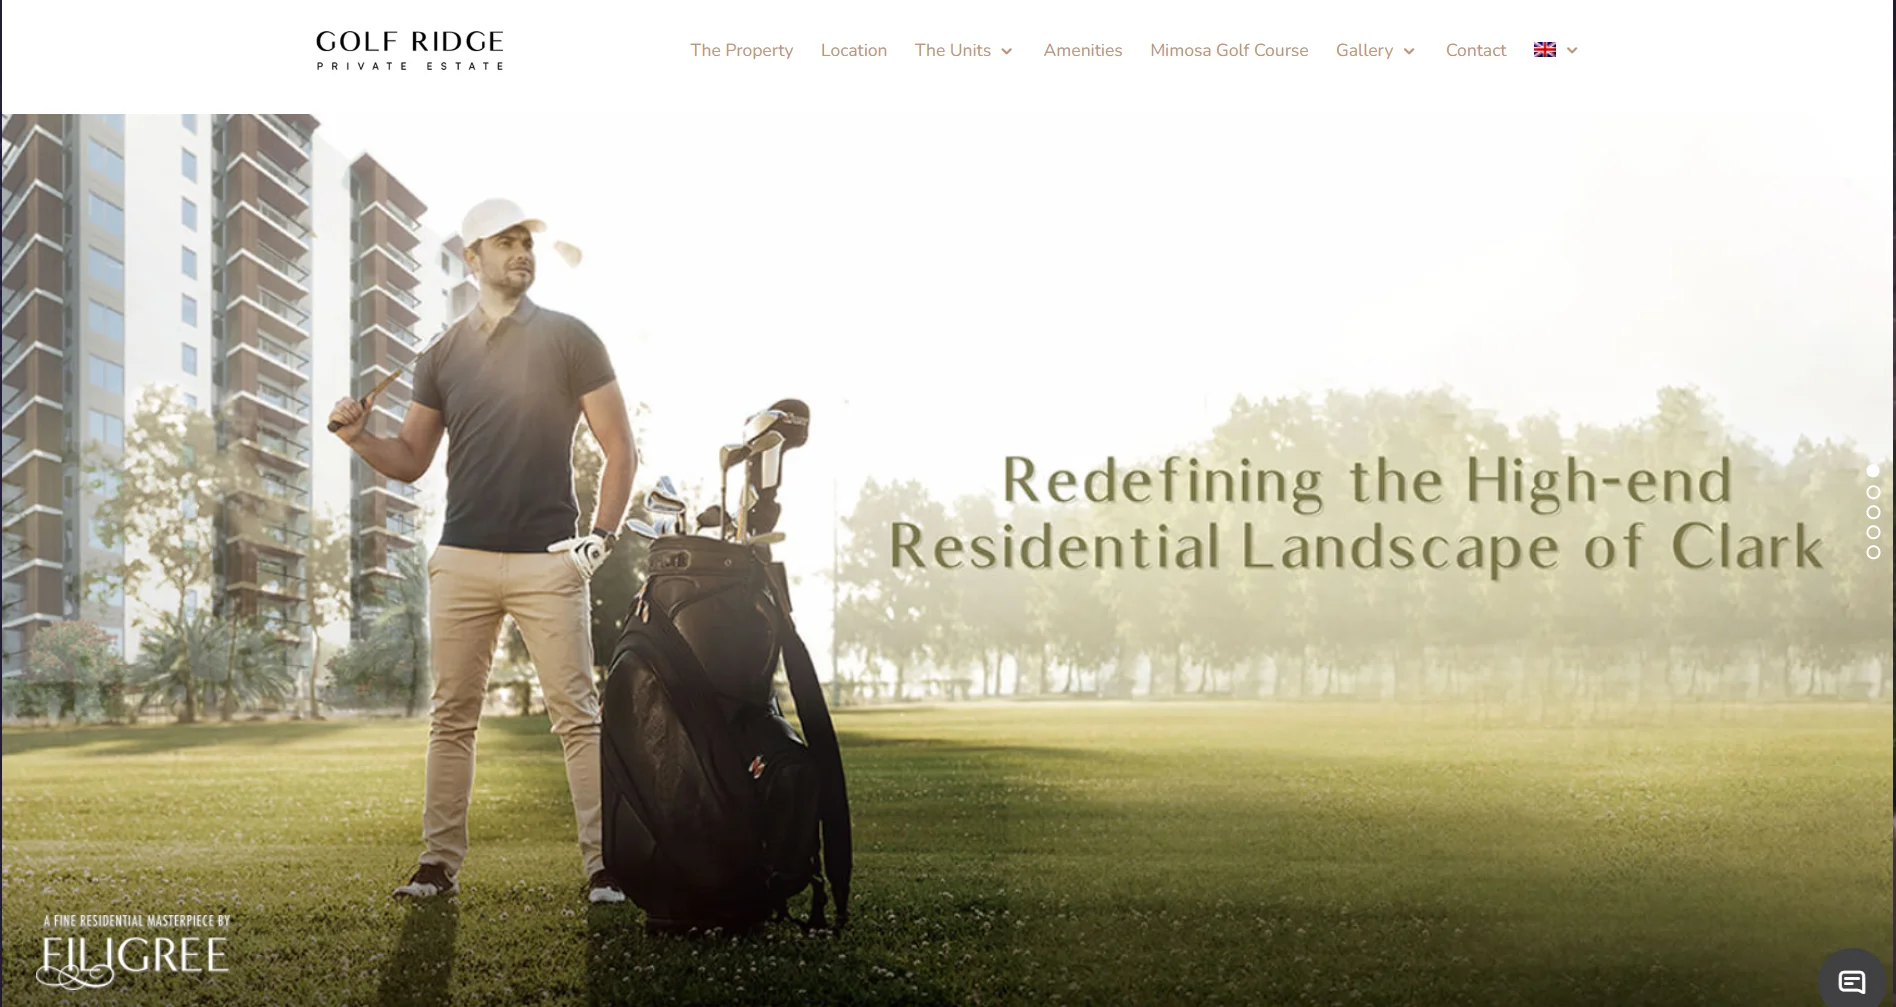 GOLF RIDGE
PRIVATE ESTATE
The Property
Location
The Units
Amenities
Mimosa Golf Course
Gallery
Contact
Redefining the High-end
Residential Landscape of Clark
A FINE RESIDENTIAL MASTERPIECE BY
FILIGREE